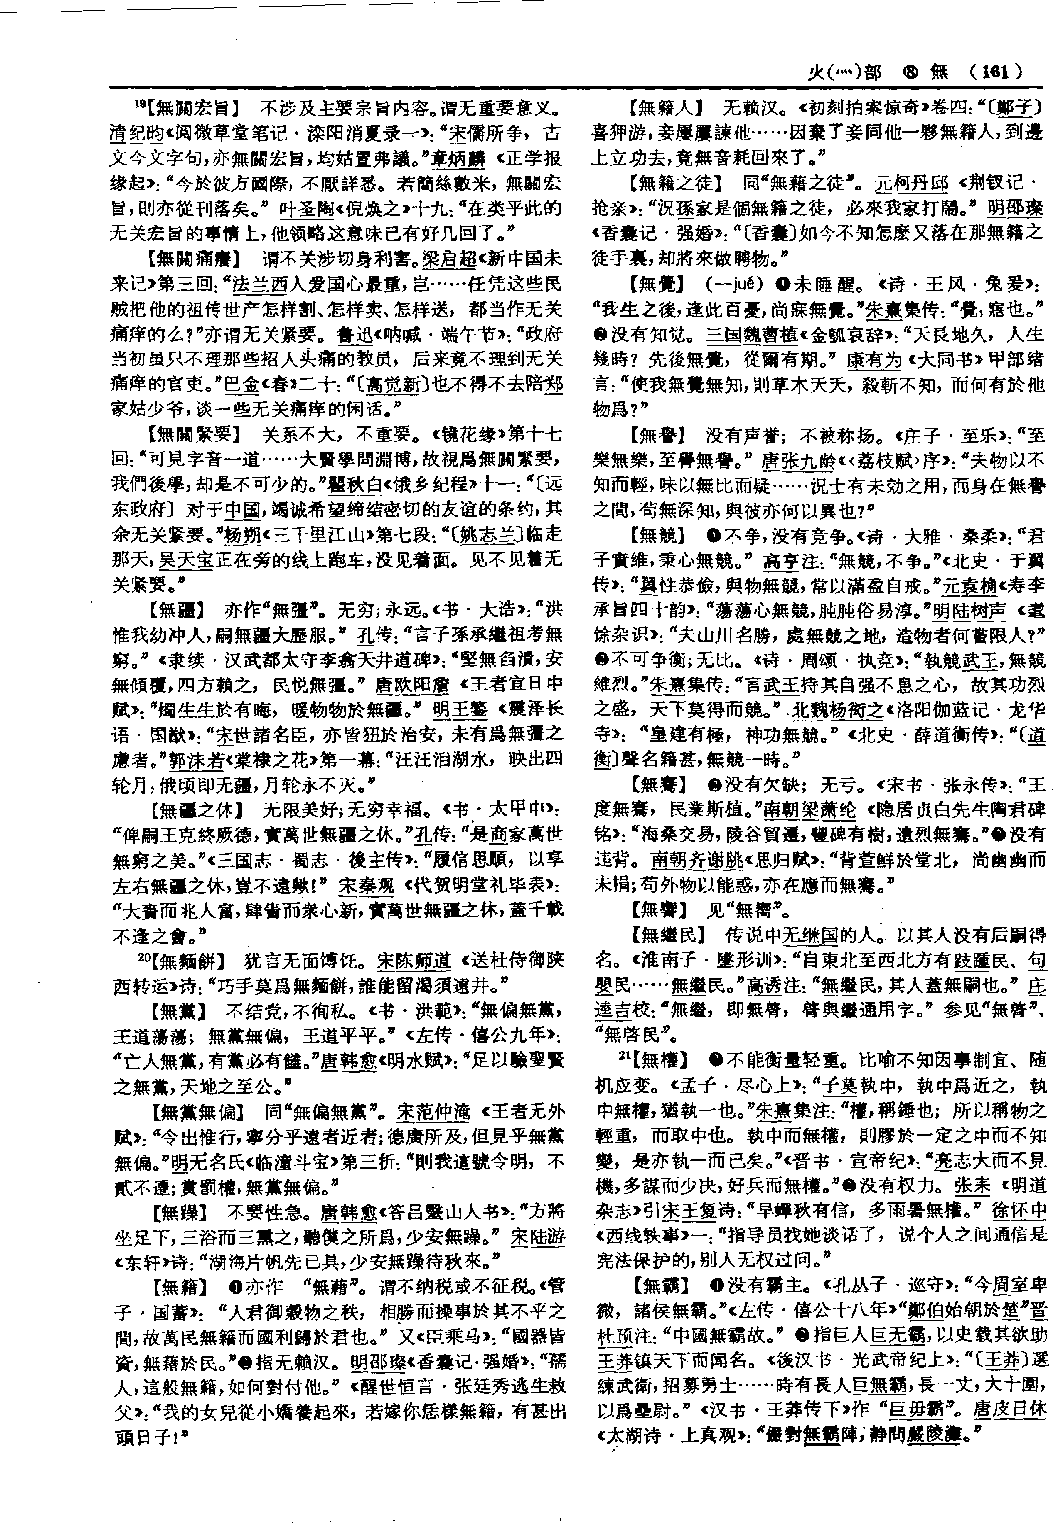 火(灬)部 ⑧ 無 (161)
¹⁹【無關宏旨】 不涉及主要宗旨内容。谓无重要意义。
清纪昀《阅微草堂笔记·滦阳消夏录一》：“宋儒所争，古
文今文字句，亦無關宏旨，均姑置弗議。”章炳麟《正学报
缘起》：“今於彼方國際，不厭詳悉。若簡絲數米，無關宏
旨，則亦從刊落矣。” 叶圣陶《倪焕之》十九：“在类乎此的
无关宏旨的事情上，他领略这意味已有好几回了。”
【無關痛癢】 谓不关涉切身利害。梁启超《新中国未
来记》第三回：“法兰西人爱国心最重，岂……任凭这些民
贼把他的祖传世产怎样割、怎样卖、怎样送，都当作无关
痛痒的么？”亦谓无关紧要。鲁迅《呐喊·端午节》：“政府
当初虽只不理那些招人头痛的教员，后来竟不理到无关
痛痒的官吏。”巴金《春》二十：“〔高觉新〕也不得不去陪郑
家姑少爷，谈一些无关痛痒的闲话。”
【無關緊要】 关系不大，不重要。《镜花缘》第十七
回：“可見字音一道……大賢學問淵博，故視爲無關緊要，
我們後學，却是不可少的。”瞿秋白《饿乡纪程》十一：“〔远
东政府〕对于中国，竭诚希望缔结密切的友谊的条约，其
余无关紧要。”杨朔《三千里江山》第七段：“〔姚志兰〕临走
那天，吴天宝正在旁的线上跑车，没见着面。见不见着无
关紧要。”
【無疆】 亦作“無彊”。无穷；永远。《书·大诰》：“洪
惟我幼冲人，嗣無疆大歷服。” 孔传：“言子孫承繼祖考無
窮。” 《隶续·汉武都太守李翕天井道碑》：“堅無舀潰，安
無傾覆，四方賴之，民悦無彊。” 唐欧阳詹《王者宜日中
赋》：“燭生生於有晦，暖物物於無疆。” 明王鏊《震泽长
语·国猷》：“宋世諸名臣，亦皆狃於治安，未有爲無彊之
慮者。”郭沫若《棠棣之花》第一幕：“汪汪泪湖水，映出四
轮月；俄顷即无疆，月轮永不灭。”
【無疆之休】 无限美好；无穷幸福。《书·太甲中》：
“俾嗣王克終厥德，實萬世無疆之休。”孔传：“是商家萬世
無窮之美。”《三国志·蜀志·後主传》：“履信思順，以享
左右無疆之休，豈不遠歟！” 宋秦观《代贺明堂礼毕表》：
“大賚而兆人富，肆眚而衆心新，實萬世無疆之休，蓋千載
不逢之會。”
²⁰【無麵餅】 犹言无面馎饦。宋陈师道《送杜侍御陕
西转运》诗：“巧手莫爲無麵餅，誰能留渴須遠井。”
【無黨】 不结党，不徇私。《书·洪範》：“無偏無黨，
王道蕩蕩；無黨無偏，王道平平。” 《左传·僖公九年》：
“亡人無黨，有黨必有讎。”唐韩愈《明水赋》：“足以驗聖賢
之無黨，天地之至公。”
【無黨無偏】 同“無偏無黨”。宋范仲淹《王者无外
赋》：“令出惟行，寧分乎遠者近者；德廣所及，但見乎無黨
無偏。”明无名氏《临潼斗宝》第三折：“則我這號令明，不
貳不遷；賞罰權，無黨無偏。”
【無躁】 不要性急。唐韩愈《答吕毉山人书》：“方將
坐足下，三浴而三熏之，聽僕之所爲，少安無躁。” 宋陆游
《东轩》诗：“湖海片帆先已具，少安無躁待秋來。”
【無籍】 ❶亦作 “無藉”。谓不纳税或不征税。《管
子·国蓄》：“人君御穀物之秩，相勝而操事於其不平之
間，故萬民無籍而國利歸於君也。” 又《臣乘马》：“國器皆
資，無藉於民。”❷指无赖汉。明邵璨《香囊记·强婚》：“孺
人，這般無籍，如何對付他。” 《醒世恒言·张廷秀逃生救
父》：“我的女兒從小嬌養起來，若嫁你恁樣無籍，有甚出
頭日子！”
【無籍人】 无赖汉。《初刻拍案惊奇》卷四：“〔鄭子〕
喜狎游，妾屢屢諫他……因棄了妾同他一夥無籍人，到邊
上立功去，竟無音耗回來了。”
【無籍之徒】 同“無藉之徒”。元柯丹邱《荆钗记·
抢亲》：“況孫家是個無籍之徒，必來我家打鬧。” 明邵璨
《香囊记·强婚》：“〔香囊〕如今不知怎麽又落在那無籍之
徒手裏，却將來做聘物。”
【無覺】 (—jué) ❶未睡醒。《诗·王风·兔爰》：
“我生之後，逢此百憂，尚寐無覺。”朱熹集传：“覺，寤也。”
❷没有知觉。三国魏曹植《金瓠哀辞》：“天長地久，人生
幾時？先後無覺，從爾有期。” 康有为《大同书》甲部绪
言：“使我無覺無知，則草木夭夭，殺斬不知，而何有於他
物爲？”
【無譽】 没有声誉；不被称扬。《庄子·至乐》：“至
樂無樂，至譽無譽。” 唐张九龄《〈荔枝赋〉序》：“夫物以不
知而輕，味以無比而疑……况士有未効之用，而身在無譽
之間，苟無深知，與彼亦何以異也？”
【無競】 ❶不争，没有竞争。《诗·大雅·桑柔》：“君
子實維，秉心無競。” 高亨注：“無競，不争。”《北史·于翼
传》：“翼性恭儉，與物無競，常以滿盈自戒。”元袁桷《寿李
承旨四十韵》：“蕩蕩心無競，肫肫俗易淳。”明陆树声《耄
馀杂识》：“夫山川名勝，處無競之地，造物者何嗇限人？”
❷不可争衡；无比。《诗·周颂·执竞》：“執競武王，無競
維烈。”朱熹集传：“言武王持其自强不息之心，故其功烈
之盛，天下莫得而競。” 北魏杨衒之《洛阳伽蓝记·龙华
寺》：“皇建有極，神功無競。” 《北史·薛道衡传》：“〔道
衡〕聲名籍甚，無競一時。”
【無騫】 ❶没有欠缺；无亏。《宋书·张永传》：“王
度無騫，民業斯植。”南朝梁萧纶《隐居贞白先生陶君碑
铭》：“海桑交易，陵谷貿遷，豐碑有樹，遺烈無騫。”❷没有
违背。南朝齐谢朓《思归赋》：“背萱鮮於堂北，尚幽幽而
未捐；苟外物以能惑，亦在應而無騫。”
【無響】 见“無嚮”。
【無繼民】 传说中无继国的人。以其人没有后嗣得
名。《淮南子·墬形训》：“自東北至西北方有跂踵民、句
嬰民……無繼民。”高诱注：“無繼民，其人蓋無嗣也。” 庄
逵吉校：“無繼，即無臂，臂與繼通用字。” 参见“無臂”、
“無啓民”。
²¹【無權】 ❶不能衡量轻重。比喻不知因事制宜、随
机应变。《孟子·尽心上》：“子莫執中，執中爲近之，執
中無權，猶執一也。”朱熹集注：“權，稱錘也；所以稱物之
輕重，而取中也。執中而無權，則膠於一定之中而不知
變，是亦執一而已矣。”《晋书·宣帝纪》：“亮志大而不見
機，多謀而少決，好兵而無權。”❷没有权力。张耒《明道
杂志》引宋王复诗：“早蟬秋有信，多雨暑無權。” 徐怀中
《西线轶事》一：“指导员找她谈话了，说个人之间通信是
宪法保护的，别人无权过问。”
【無霸】 ❶没有霸主。《孔丛子·巡守》：“今周室卑
微，諸侯無霸。”《左传·僖公十八年》“鄭伯始朝於楚”晋
杜预注：“中國無霸故。” ❷指巨人巨无霸，以史载其欲助
王莽镇天下而闻名。《後汉书·光武帝纪上》：“〔王莽〕選
練武衛，招募勇士……時有長人巨無霸，長一丈，大十圍，
以爲壘尉。” 《汉书·王莽传下》作 “巨毋霸”。唐皮日休
《太湖诗·上真观》：“儼對無霸陣，静問嚴陵灘。”